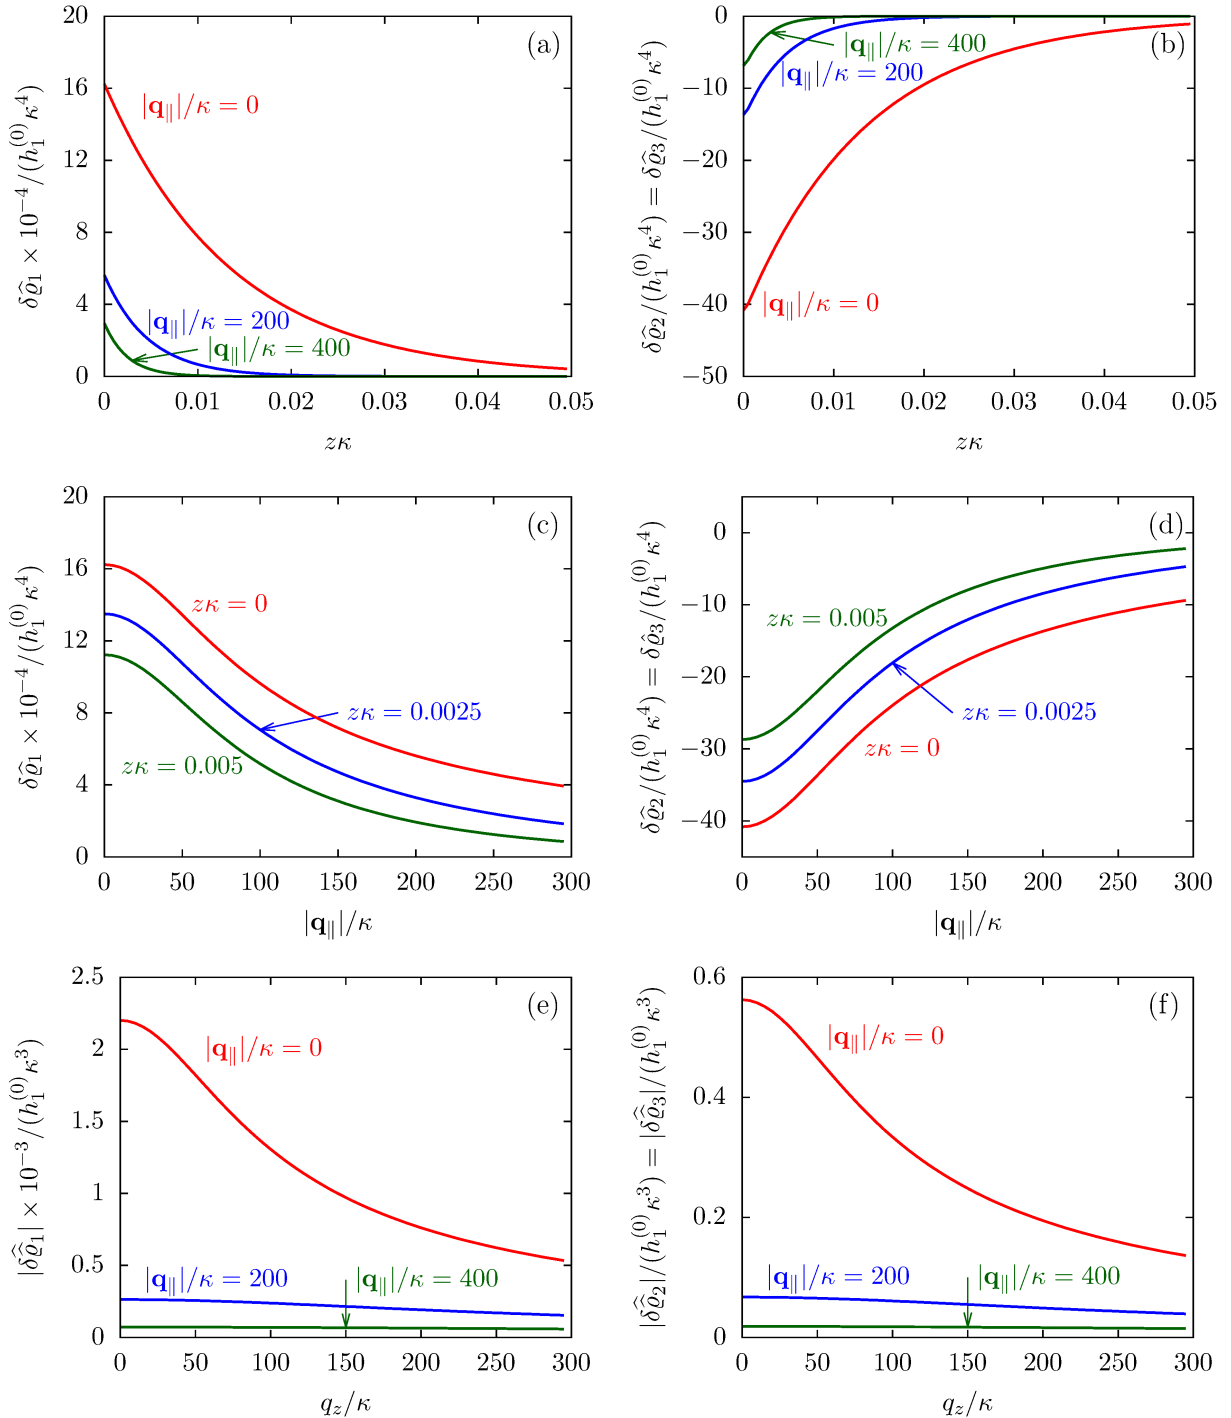 (a)
δϱ̂₁ × 10⁻⁴/(h₁⁽⁰⁾κ⁴)
20
16
12
8
4
0
|q∥|/κ = 0
|q∥|/κ = 200
|q∥|/κ = 400
0 0.01 0.02 0.03 0.04 0.05
zκ
(b)
δϱ̂₂/(h₁⁽⁰⁾κ⁴) = δϱ̂₃/(h₁⁽⁰⁾κ⁴)
0
−10
−20
−30
−40
−50
|q∥|/κ = 400
|q∥|/κ = 200
|q∥|/κ = 0
0 0.01 0.02 0.03 0.04 0.05
zκ
(c)
δϱ̂₁ × 10⁻⁴/(h₁⁽⁰⁾κ⁴)
20
16
12
8
4
0
zκ = 0
zκ = 0.0025
zκ = 0.005
0 50 100 150 200 250 300
|q∥|/κ
(d)
δϱ̂₂/(h₁⁽⁰⁾κ⁴) = δϱ̂₃/(h₁⁽⁰⁾κ⁴)
0
−10
−20
−30
−40
zκ = 0.005
zκ = 0.0025
zκ = 0
0 50 100 150 200 250 300
|q∥|/κ
(e)
|δϱ̂̂₁| × 10⁻³/(h₁⁽⁰⁾κ³)
2.5
2
1.5
1
0.5
0
|q∥|/κ = 0
|q∥|/κ = 200
|q∥|/κ = 400
0 50 100 150 200 250 300
q_z/κ
(f)
|δϱ̂̂₂|/(h₁⁽⁰⁾κ³) = |δϱ̂̂₃|/(h₁⁽⁰⁾κ³)
0.6
0.4
0.2
0
|q∥|/κ = 0
|q∥|/κ = 200
|q∥|/κ = 400
0 50 100 150 200 250 300
q_z/κ